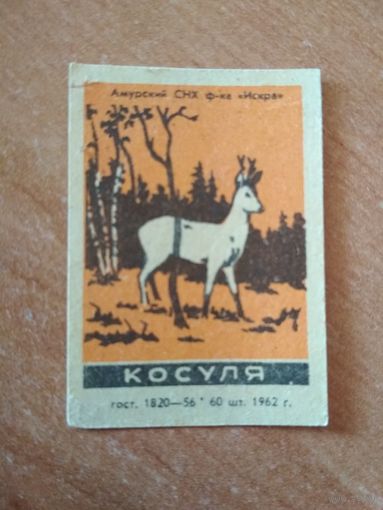 Амурский СНХ ф-ка «Искра»
КОСУЛЯ
гост. 1820—56 * 60 шт. 1962 г.